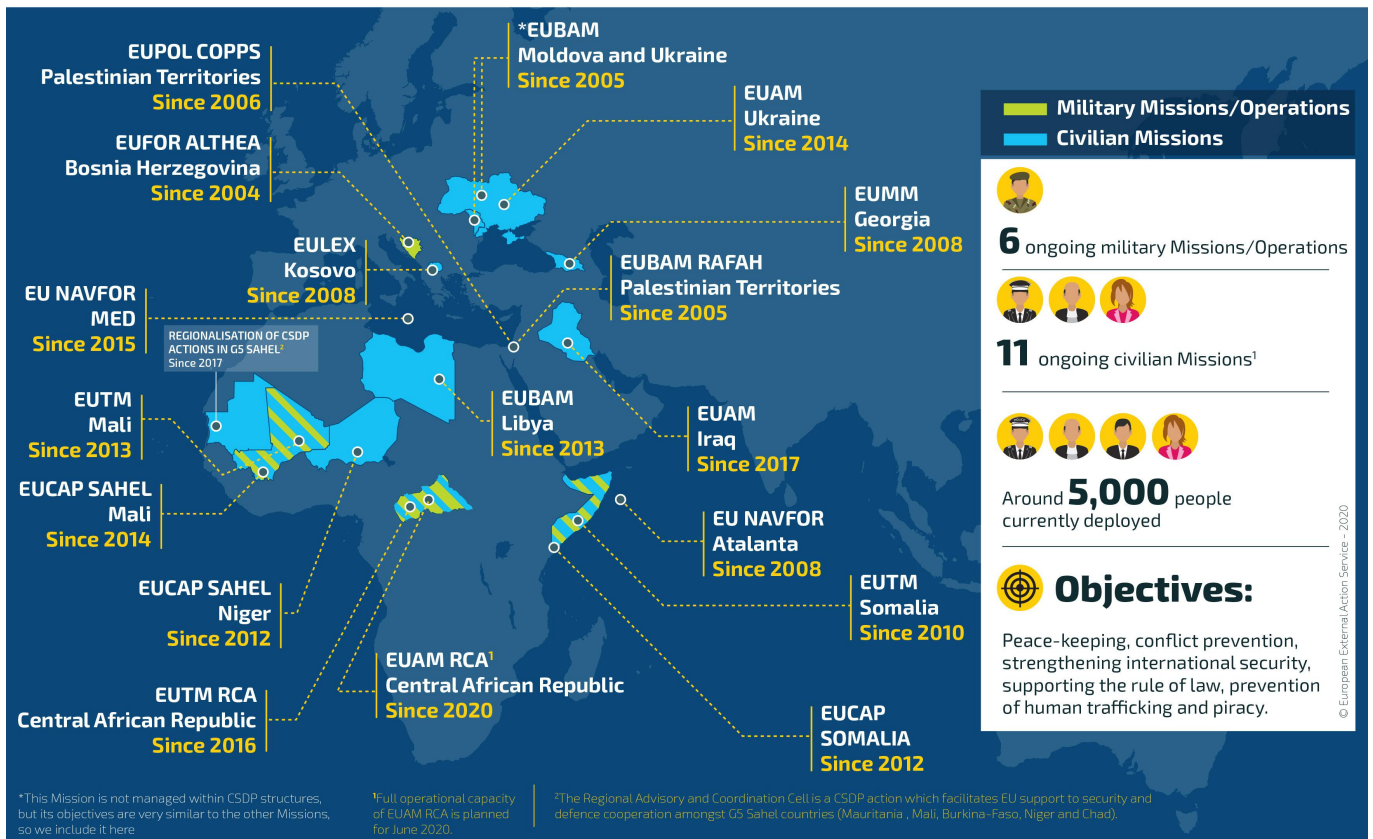 EUPOL COPPS
Palestinian Territories
Since 2006
*EUBAM
Moldova and Ukraine
Since 2005
EUAM
Ukraine
Since 2014
EUFOR ALTHEA
Bosnia Herzegovina
Since 2004
EUMM
Georgia
Since 2008
EULEX
Kosovo
Since 2008
EUBAM RAFAH
Palestinian Territories
Since 2005
EU NAVFOR
MED
Since 2015
REGIONALISATION OF CSDP
ACTIONS IN G5 SAHEL²
Since 2017
EUTM
Mali
Since 2013
EUBAM
Libya
Since 2013
EUAM
Iraq
Since 2017
EUCAP SAHEL
Mali
Since 2014
EU NAVFOR
Atalanta
Since 2008
EUCAP SAHEL
Niger
Since 2012
EUTM
Somalia
Since 2010
EUAM RCA¹
Central African Republic
Since 2020
EUTM RCA
Central African Republic
Since 2016
EUCAP
SOMALIA
Since 2012
Military Missions/Operations
Civilian Missions
6 ongoing military Missions/Operations
11 ongoing civilian Missions¹
Around 5,000 people
currently deployed
Objectives:
Peace-keeping, conflict prevention,
strengthening international security,
supporting the rule of law, prevention
of human trafficking and piracy.
© European External Action Service - 2020
*This Mission is not managed within CSDP structures,
but its objectives are very similar to the other Missions,
so we include it here
¹Full operational capacity
of EUAM RCA is planned
for June 2020.
²The Regional Advisory and Coordination Cell is a CSDP action which facilitates EU support to security and
defence cooperation amongst G5 Sahel countries (Mauritania , Mali, Burkina-Faso, Niger and Chad).